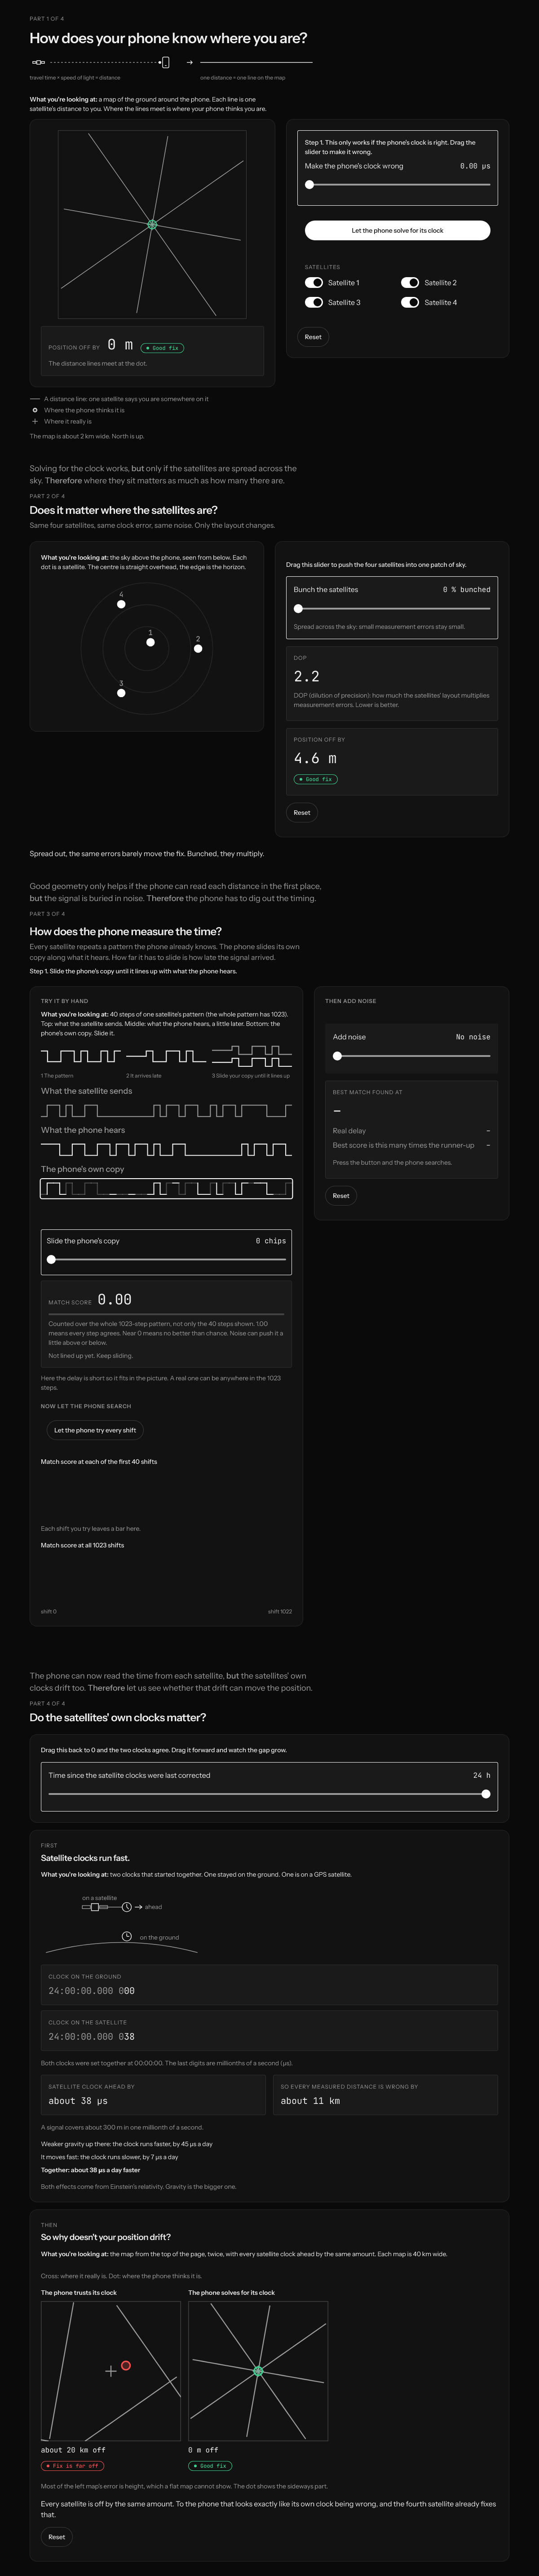 PART 1 OF 4
How does your phone know where you are?
travel time × speed of light = distance
one distance = one line on the map
What you're looking at: a map of the ground around the phone. Each line is one
satellite's distance to you. Where the lines meet is where your phone thinks you are.
POSITION OFF BY 0 m Good fix
The distance lines meet at the dot.
Step 1. This only works if the phone's clock is right. Drag the
slider to make it wrong.
Make the phone's clock wrong 0.00 µs
Let the phone solve for its clock
SATELLITES
Satellite 1 Satellite 2
Satellite 3 Satellite 4
Reset
A distance line: one satellite says you are somewhere on it
Where the phone thinks it is
Where it really is
The map is about 2 km wide. North is up.
Solving for the clock works, but only if the satellites are spread across the
sky. Therefore where they sit matters as much as how many there are.
PART 2 OF 4
Does it matter where the satellites are?
Same four satellites, same clock error, same noise. Only the layout changes.
What you're looking at: the sky above the phone, seen from below. Each
dot is a satellite. The centre is straight overhead, the edge is the horizon.
4
1
2
3
Drag this slider to push the four satellites into one patch of sky.
Bunch the satellites 0 % bunched
Spread across the sky: small measurement errors stay small.
DOP
2.2
DOP (dilution of precision): how much the satellites' layout multiplies
measurement errors. Lower is better.
POSITION OFF BY
4.6 m
Good fix
Reset
Spread out, the same errors barely move the fix. Bunched, they multiply.
Good geometry only helps if the phone can read each distance in the first place,
but the signal is buried in noise. Therefore the phone has to dig out the timing.
PART 3 OF 4
How does the phone measure the time?
Every satellite repeats a pattern the phone already knows. The phone slides its own
copy along what it hears. How far it has to slide is how late the signal arrived.
Step 1. Slide the phone's copy until it lines up with what the phone hears.
TRY IT BY HAND
What you're looking at: 40 steps of one satellite's pattern (the whole pattern has 1023).
Top: what the satellite sends. Middle: what the phone hears, a little later. Bottom: the
phone's own copy. Slide it.
1 The pattern 2 It arrives late 3 Slide your copy until it lines up
What the satellite sends
What the phone hears
The phone's own copy
Slide the phone's copy 0 chips
MATCH SCORE 0.00
Counted over the whole 1023-step pattern, not only the 40 steps shown. 1.00
means every step agrees. Near 0 means no better than chance. Noise can push it a
little above or below.
Not lined up yet. Keep sliding.
Here the delay is short so it fits in the picture. A real one can be anywhere in the 1023
steps.
NOW LET THE PHONE SEARCH
Let the phone try every shift
Match score at each of the first 40 shifts
Each shift you try leaves a bar here.
Match score at all 1023 shifts
shift 0 shift 1022
THEN ADD NOISE
Add noise No noise
BEST MATCH FOUND AT
–
Real delay –
Best score is this many times the runner-up –
Press the button and the phone searches.
Reset
The phone can now read the time from each satellite, but the satellites' own
clocks drift too. Therefore let us see whether that drift can move the position.
PART 4 OF 4
Do the satellites' own clocks matter?
Drag this back to 0 and the two clocks agree. Drag it forward and watch the gap grow.
Time since the satellite clocks were last corrected 24 h
FIRST
Satellite clocks run fast.
What you're looking at: two clocks that started together. One stayed on the ground. One is on a GPS satellite.
on a satellite
ahead
on the ground
CLOCK ON THE GROUND
24:00:00.000 000
CLOCK ON THE SATELLITE
24:00:00.000 038
Both clocks were set together at 00:00:00. The last digits are millionths of a second (µs).
SATELLITE CLOCK AHEAD BY
about 38 µs
SO EVERY MEASURED DISTANCE IS WRONG BY
about 11 km
A signal covers about 300 m in one millionth of a second.
Weaker gravity up there: the clock runs faster, by 45 µs a day
It moves fast: the clock runs slower, by 7 µs a day
Together: about 38 µs a day faster
Both effects come from Einstein's relativity. Gravity is the bigger one.
THEN
So why doesn't your position drift?
What you're looking at: the map from the top of the page, twice, with every satellite clock ahead by the same amount. Each map is 40 km wide.
Cross: where it really is. Dot: where the phone thinks it is.
The phone trusts its clock
about 20 km off
Fix is far off
The phone solves for its clock
0 m off
Good fix
Most of the left map's error is height, which a flat map cannot show. The dot shows the sideways part.
Every satellite is off by the same amount. To the phone that looks exactly like its own clock being wrong, and the fourth satellite already fixes
that.
Reset